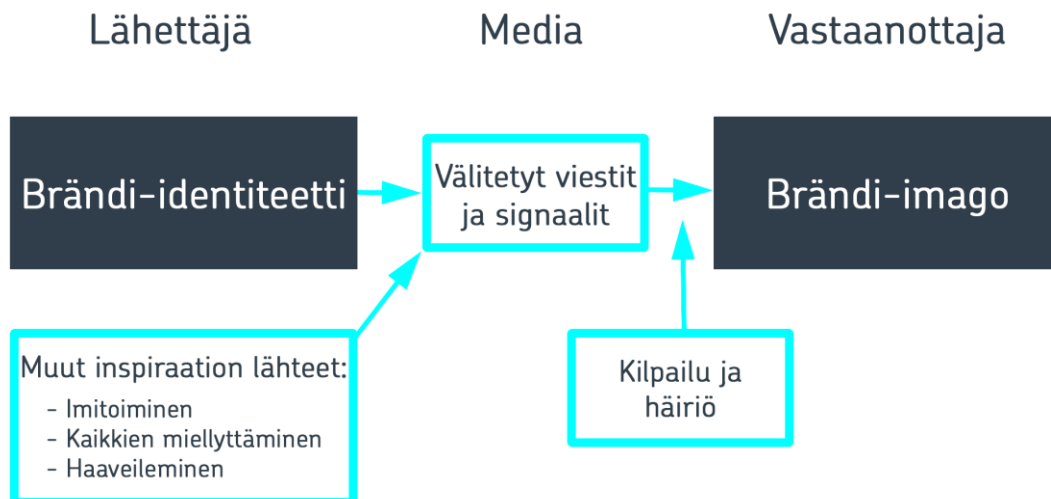 Lähettäjä
Media
Vastaanottaja
Brändi-identiteetti
Välitetyt viestit
ja signaalit
Brändi-imago
Muut inspiraation lähteet:
- Imitoiminen
- Kaikkien miellyttäminen
- Haaveileminen
Kilpailu ja
häiriö